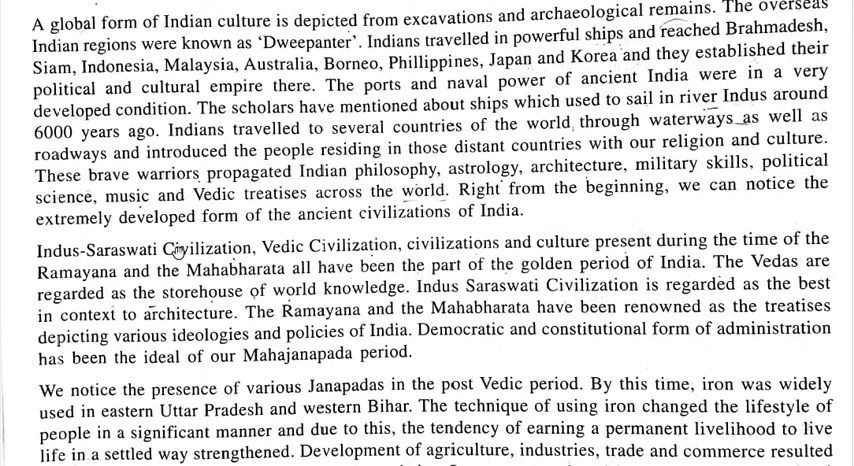 A global form of Indian culture is depicted from excavations and archaeological remains. The overseas
Indian regions were known as ‘Dweepanter’. Indians travelled in powerful ships and reached Brahmadesh,
Siam, Indonesia, Malaysia, Australia, Borneo, Phillippines, Japan and Korea and they established their
political and cultural empire there. The ports and naval power of ancient India were in a very
developed condition. The scholars have mentioned about ships which used to sail in river Indus around
6000 years ago. Indians travelled to several countries of the world through waterways as well as
roadways and introduced the people residing in those distant countries with our religion and culture.
These brave warriors propagated Indian philosophy, astrology, architecture, military skills, political
science, music and Vedic treatises across the world. Right from the beginning, we can notice the
extremely developed form of the ancient civilizations of India.
Indus-Saraswati Civilization, Vedic Civilization, civilizations and culture present during the time of the
Ramayana and the Mahabharata all have been the part of the golden period of India. The Vedas are
regarded as the storehouse of world knowledge. Indus Saraswati Civilization is regarded as the best
in context to architecture. The Ramayana and the Mahabharata have been renowned as the treatises
depicting various ideologies and policies of India. Democratic and constitutional form of administration
has been the ideal of our Mahajanapada period.
We notice the presence of various Janapadas in the post Vedic period. By this time, iron was widely
used in eastern Uttar Pradesh and western Bihar. The technique of using iron changed the lifestyle of
people in a significant manner and due to this, the tendency of earning a permanent livelihood to live
life in a settled way strengthened. Development of agriculture, industries, trade and commerce resulted